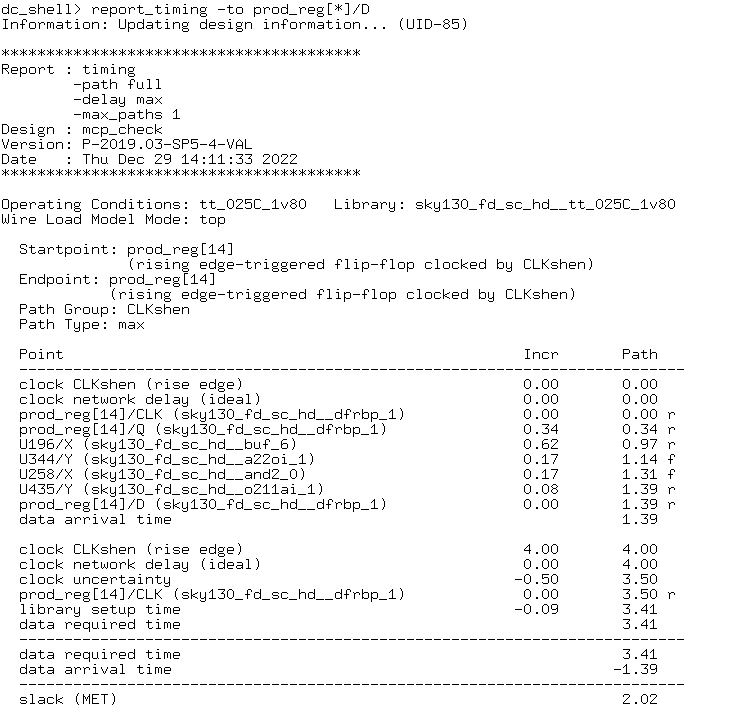 dc_shell> report_timing -to prod_reg[*]/D
Information: Updating design information... (UID-85)
****************************************
Report : timing
        -path full
        -delay max
        -max_paths 1
Design : mcp_check
Version: P-2019.03-SP5-4-VAL
Date   : Thu Dec 29 14:11:33 2022
****************************************
Operating Conditions: tt_025C_1v80   Library: sky130_fd_sc_hd__tt_025C_1v80
Wire Load Model Mode: top
  Startpoint: prod_reg[14]
              (rising edge-triggered flip-flop clocked by CLKshen)
  Endpoint: prod_reg[14]
            (rising edge-triggered flip-flop clocked by CLKshen)
  Path Group: CLKshen
  Path Type: max
  Point                                                   Incr       Path
  --------------------------------------------------------------------------
  clock CLKshen (rise edge)                               0.00       0.00
  clock network delay (ideal)                             0.00       0.00
  prod_reg[14]/CLK (sky130_fd_sc_hd__dfrbp_1)             0.00       0.00 r
  prod_reg[14]/Q (sky130_fd_sc_hd__dfrbp_1)               0.34       0.34 r
  U196/X (sky130_fd_sc_hd__buf_6)                         0.62       0.97 r
  U344/Y (sky130_fd_sc_hd__a22oi_1)                       0.17       1.14 f
  U258/X (sky130_fd_sc_hd__and2_0)                        0.17       1.31 f
  U435/Y (sky130_fd_sc_hd__o211ai_1)                      0.08       1.39 r
  prod_reg[14]/D (sky130_fd_sc_hd__dfrbp_1)               0.00       1.39 r
  data arrival time                                                  1.39
  clock CLKshen (rise edge)                               4.00       4.00
  clock network delay (ideal)                             0.00       4.00
  clock uncertainty                                      -0.50       3.50
  prod_reg[14]/CLK (sky130_fd_sc_hd__dfrbp_1)             0.00       3.50 r
  library setup time                                     -0.09       3.41
  data required time                                                 3.41
  --------------------------------------------------------------------------
  data required time                                                 3.41
  data arrival time                                                 -1.39
  --------------------------------------------------------------------------
  slack (MET)                                                        2.02